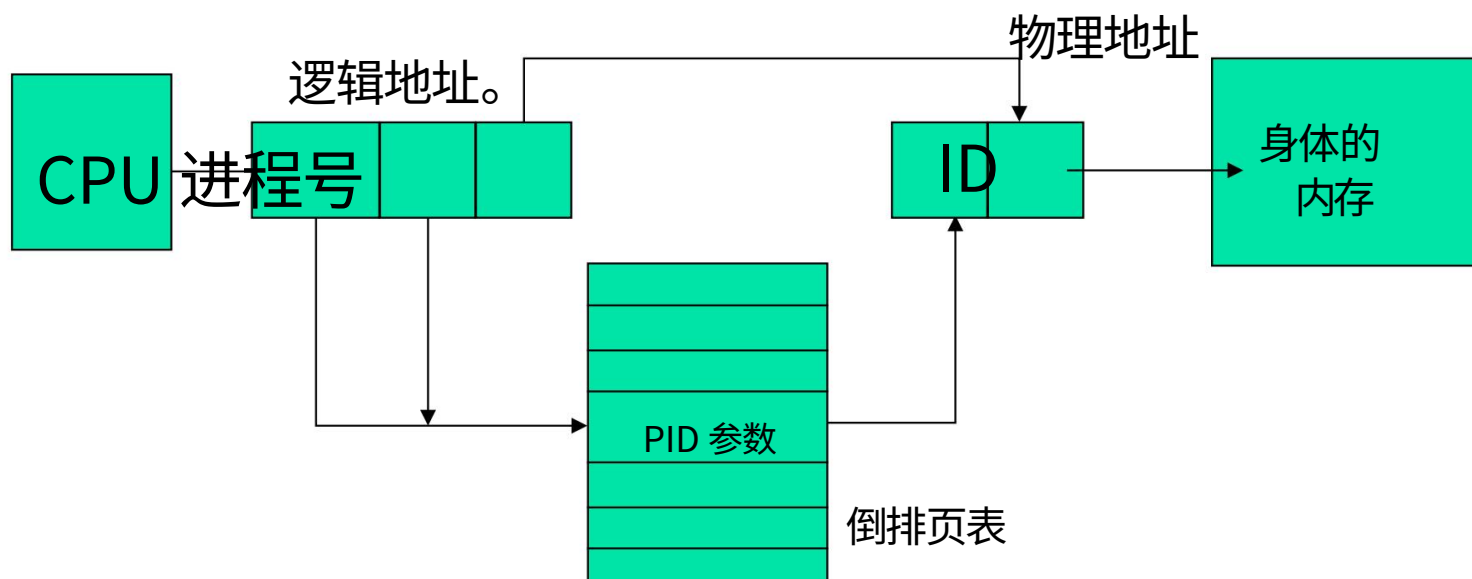 物理地址
逻辑地址。
CPU 进程号
ID
身体的
内存
PID 参数
倒排页表